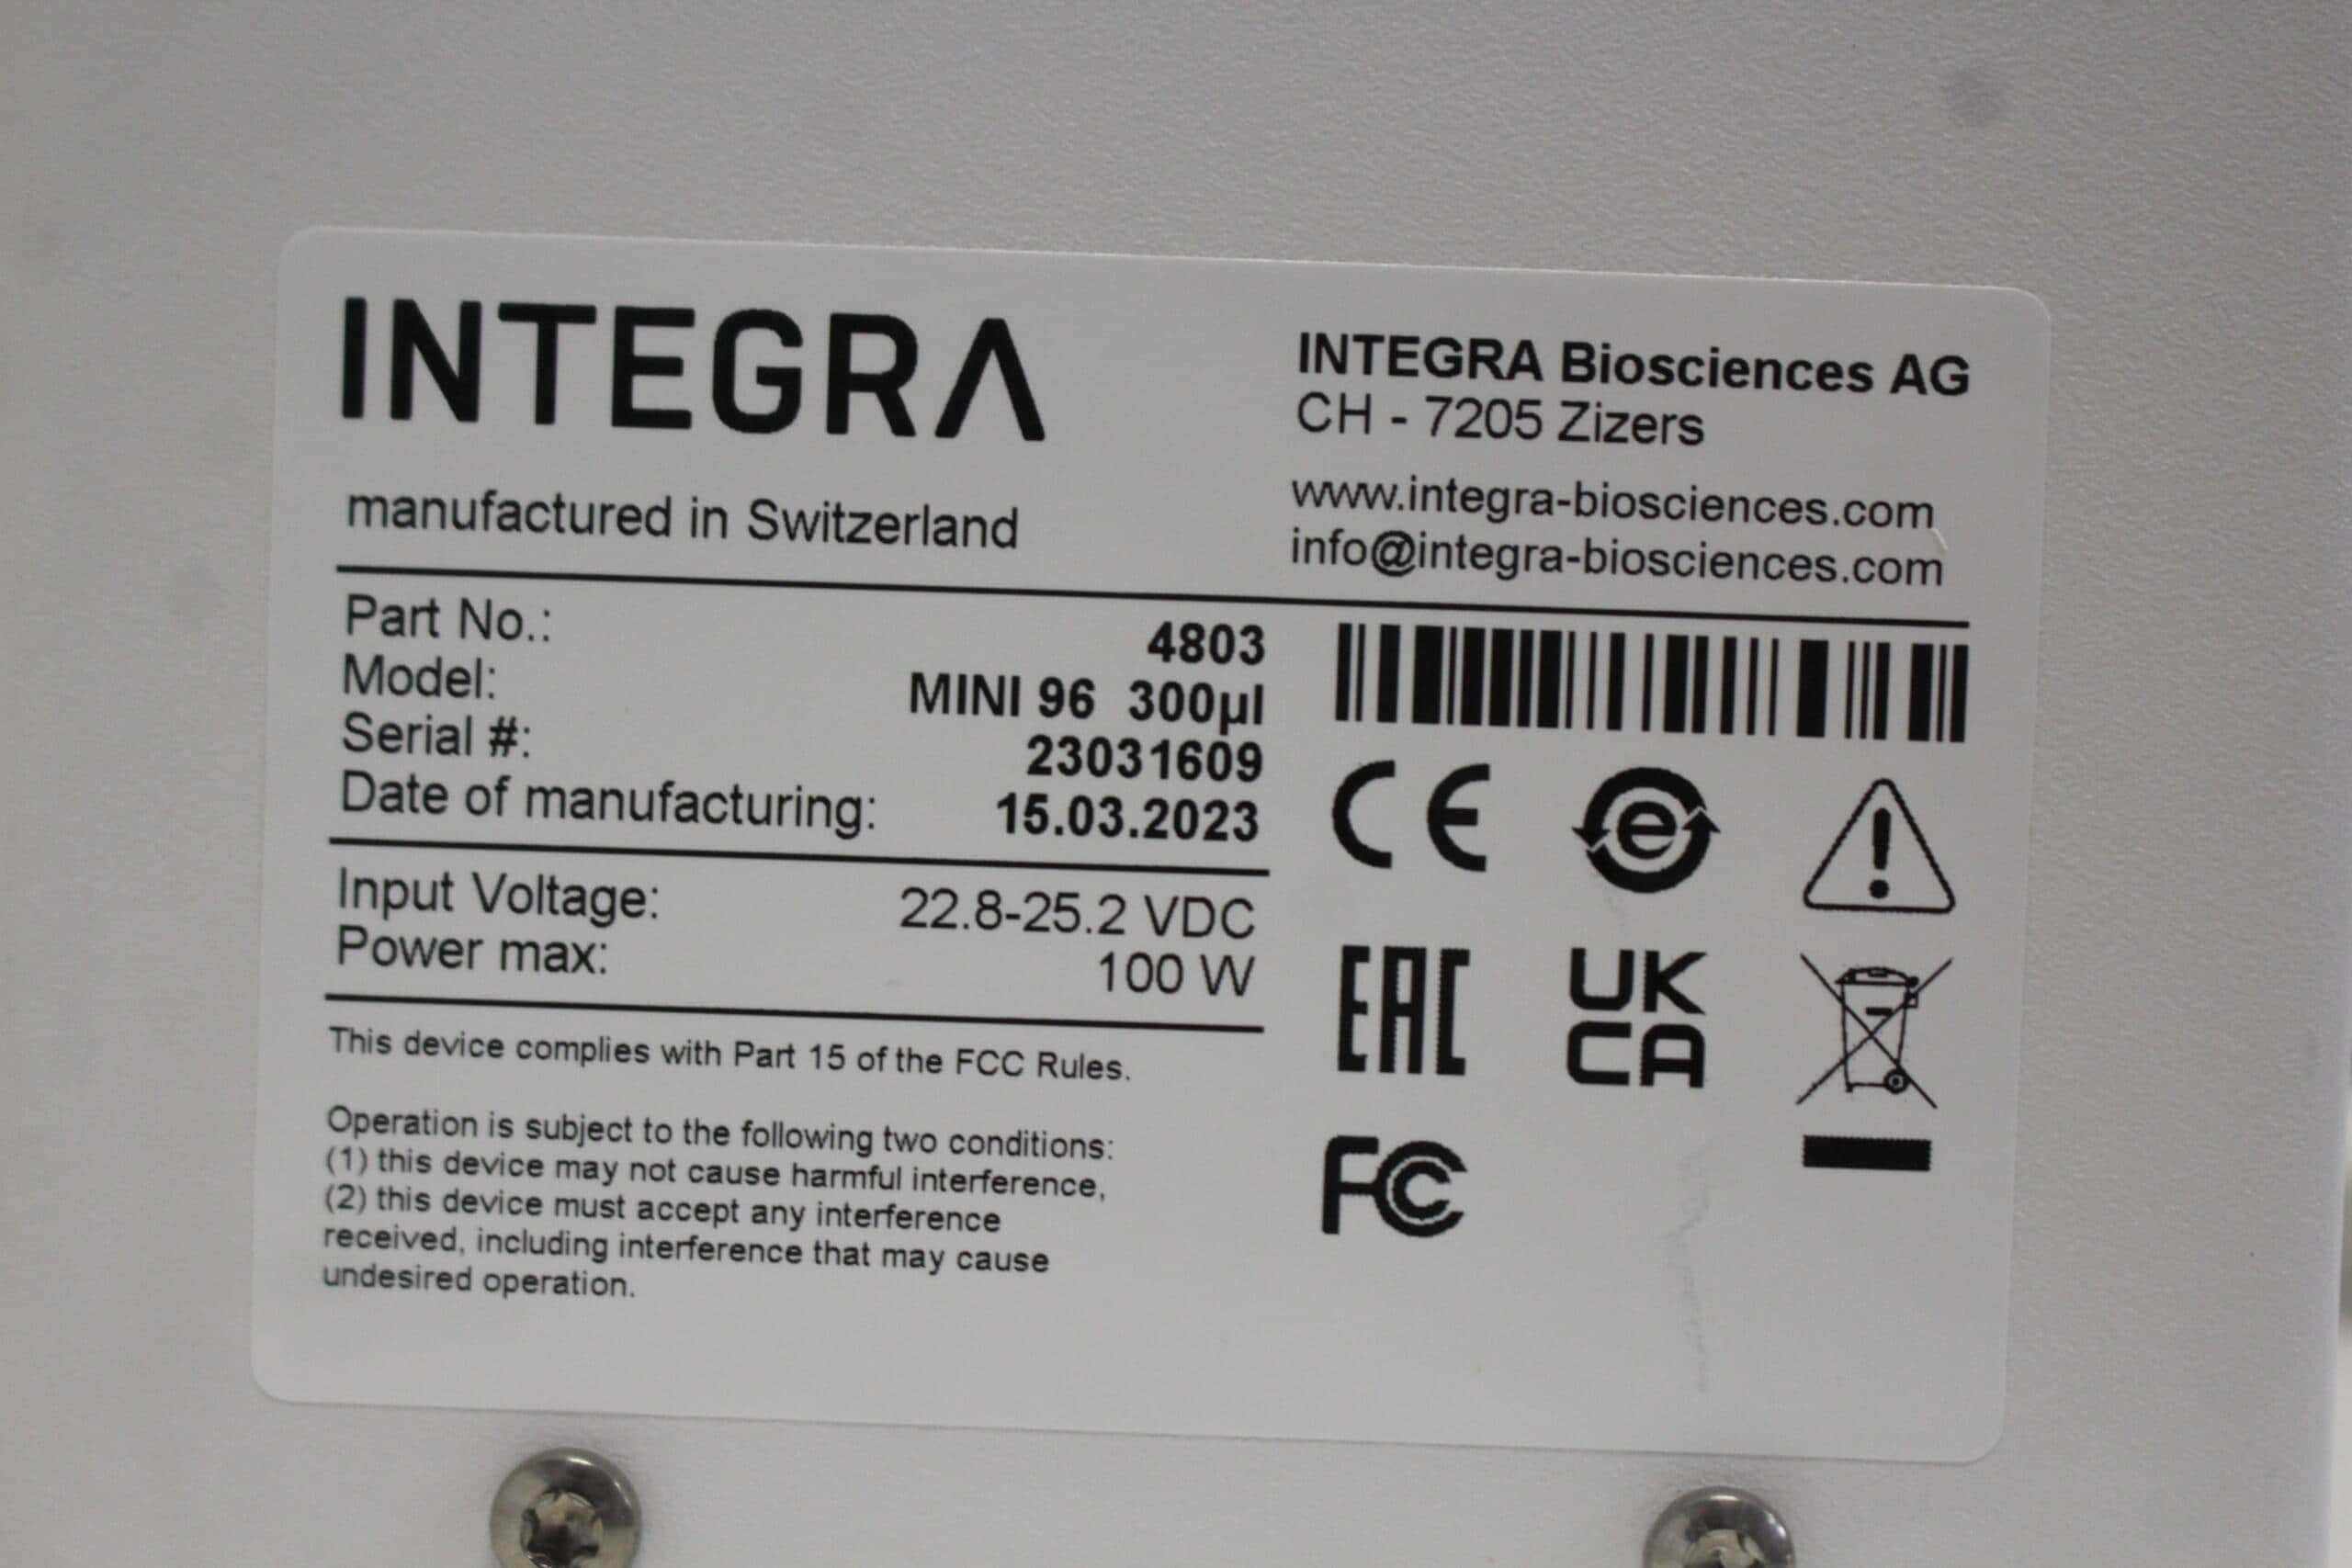 INTEGRA
manufactured in Switzerland
INTEGRA Biosciences AG
CH - 7205 Zizers
www.integra-biosciences.com
info@integra-biosciences.com
Part No.: 4803
Model: MINI 96 300µl
Serial #: 23031609
Date of manufacturing: 15.03.2023
Input Voltage: 22.8-25.2 VDC
Power max: 100 W
This device complies with Part 15 of the FCC Rules.
Operation is subject to the following two conditions:
(1) this device may not cause harmful interference,
(2) this device must accept any interference
received, including interference that may cause
undesired operation.
CE
e
EAC
UK
CA
FC